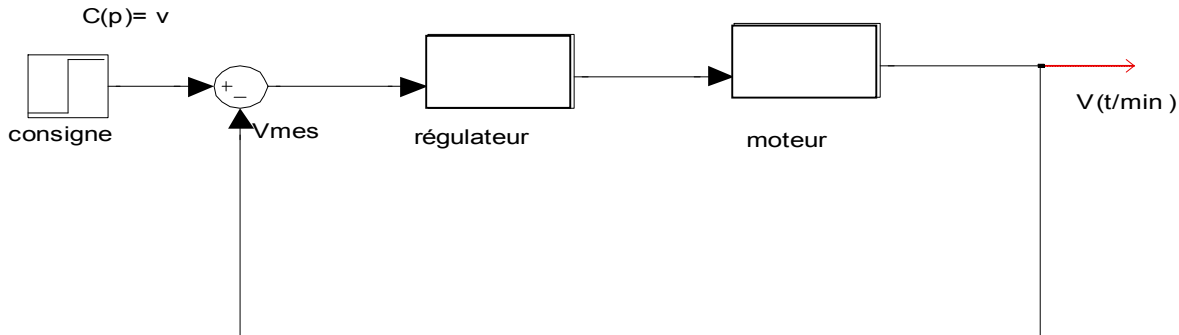 C(p)= v
+
_
V(t/min )
consigne
Vmes
régulateur
moteur